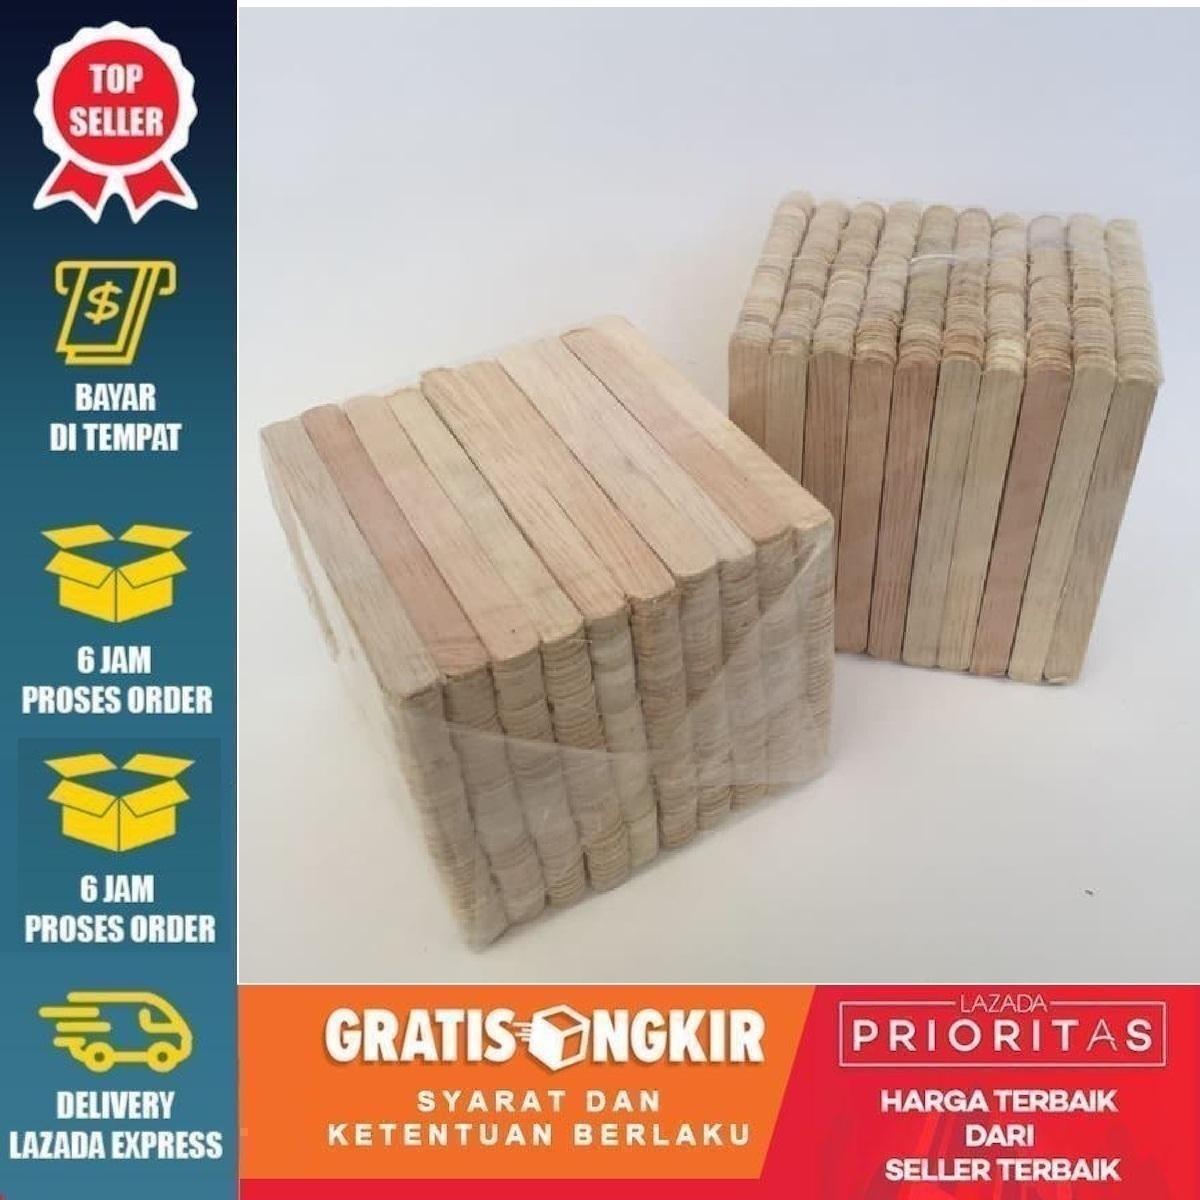 TOP
SELLER
BAYAR
DI TEMPAT
6 JAM
PROSES ORDER
6 JAM
PROSES ORDER
DELIVERY
LAZADA EXPRESS
GRATIS ONGKIR
SYARAT DAN
KETENTUAN BERLAKU
LAZADA
PRIORITAS
HARGA TERBAIK
DARI
SELLER TERBAIK